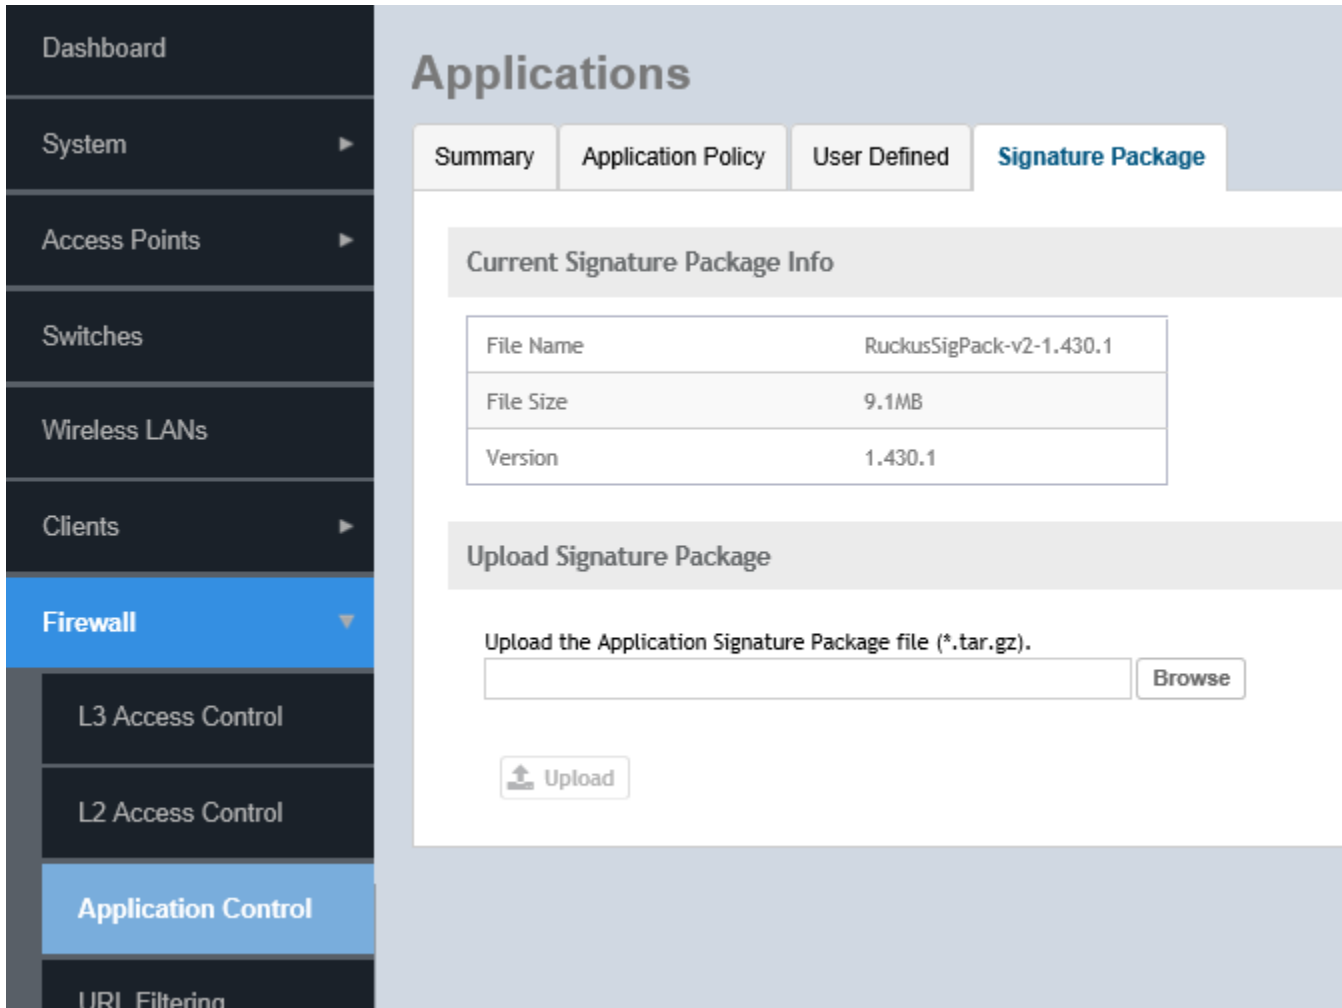 Dashboard
System
Access Points
Switches
Wireless LANs
Clients
Firewall
L3 Access Control
L2 Access Control
Application Control
URL Filtering
Applications
Summary
Application Policy
User Defined
Signature Package
Current Signature Package Info
File Name RuckusSigPack-v2-1.430.1
File Size 9.1MB
Version 1.430.1
Upload Signature Package
Upload the Application Signature Package file (*.tar.gz).
Browse
Upload